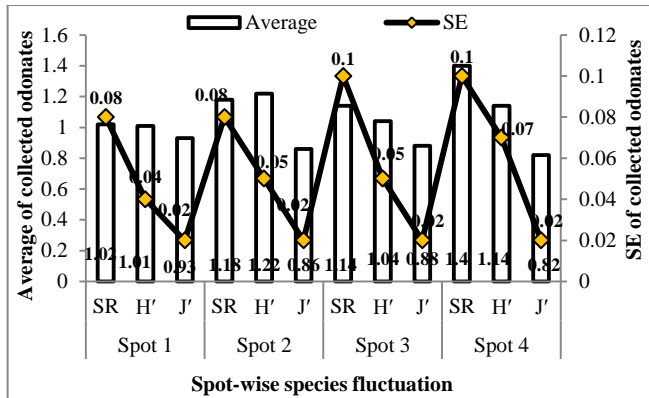 Average SE
Average of collected odonates
1.6
1.4
1.2
1
0.8
0.6
0.4
0.2
0
0.08 0.04 0.02 0.08 0.05 0.02 0.1 0.05 0.02 0.1 0.07 0.02
1.02 1.01 0.93 1.18 1.22 0.86 1.14 1.04 0.88 1.4 1.14 0.82
0.12
0.1
0.08
0.06
0.04
0.02
0
SE of collected odonates
SR H′ J′ SR H′ J′ SR H′ J′ SR H′ J′
Spot 1 Spot 2 Spot 3 Spot 4
Spot-wise species fluctuation